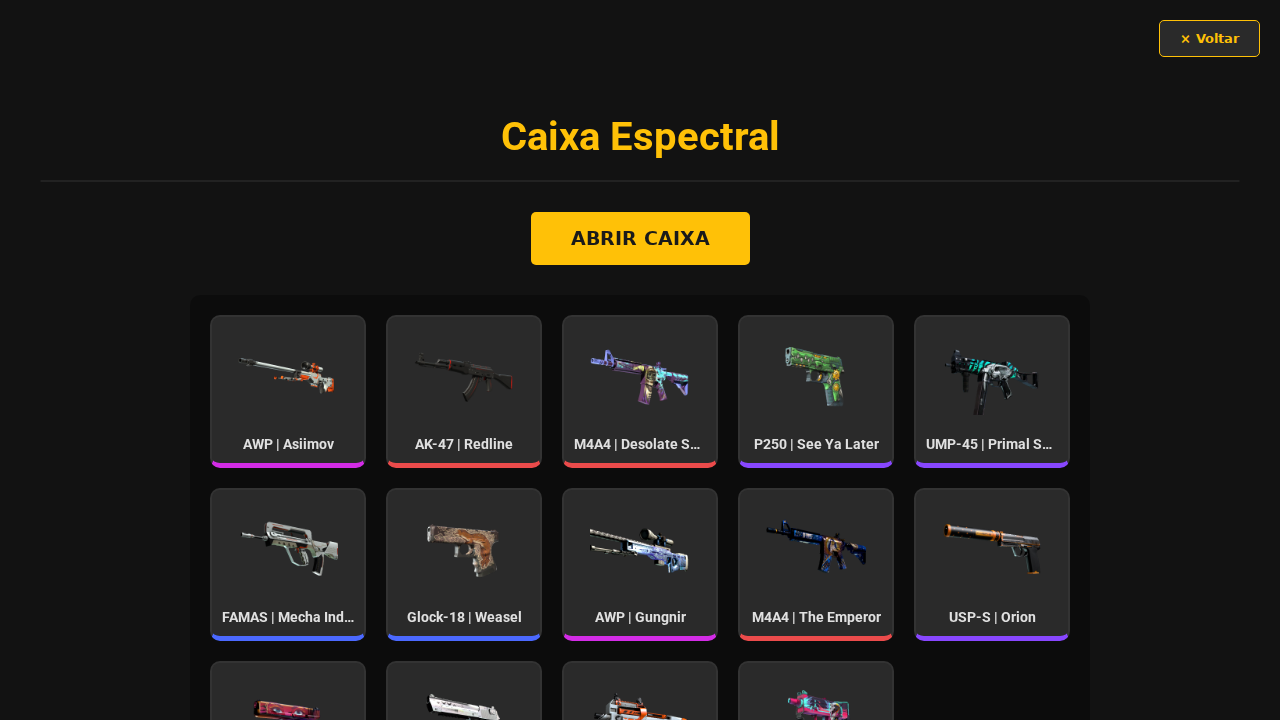 × Voltar
Caixa Espectral
ABRIR CAIXA
AWP | Asiimov
AK-47 | Redline
M4A4 | Desolate S...
P250 | See Ya Later
UMP-45 | Primal S...
FAMAS | Mecha Ind...
Glock-18 | Weasel
AWP | Gungnir
M4A4 | The Emperor
USP-S | Orion